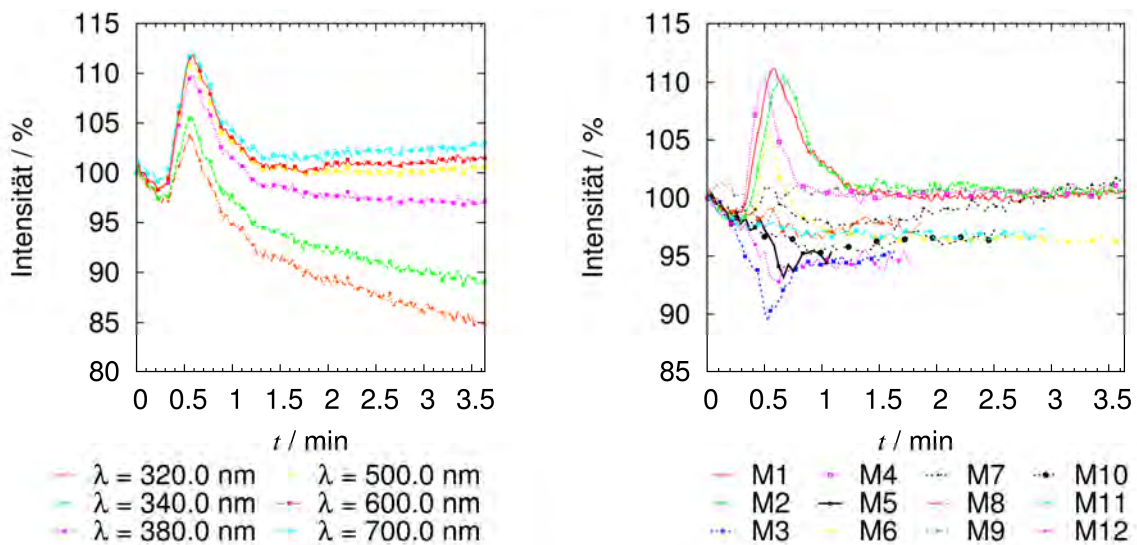 115
110
105
100
95
90
85
80
Intensität / %
0 0.5 1 1.5 2 2.5 3 3.5
t / min
λ = 320.0 nm λ = 500.0 nm
λ = 340.0 nm λ = 600.0 nm
λ = 380.0 nm λ = 700.0 nm
115
110
105
100
95
90
85
Intensität / %
0 0.5 1 1.5 2 2.5 3 3.5
t / min
M1 M4 M7 M10
M2 M5 M8 M11
M3 M6 M9 M12